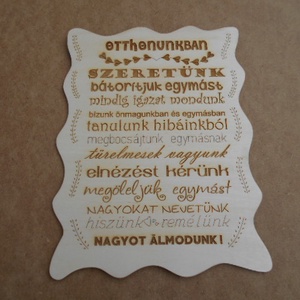 OTTHONUNKBAN
SZERETÜNK
bátorítjuk egymást
mindig igazat mondunk
bízunk önmagunkban és egymásban
tanulunk hibáinkból
megbocsájtunk egymásnak
türelmesek vagyunk
elnézést kérünk
megöleljük egymást
NAGYOKAT NEVETÜNK
hiszünk és remélünk
NAGYOT ÁLMODUNK!